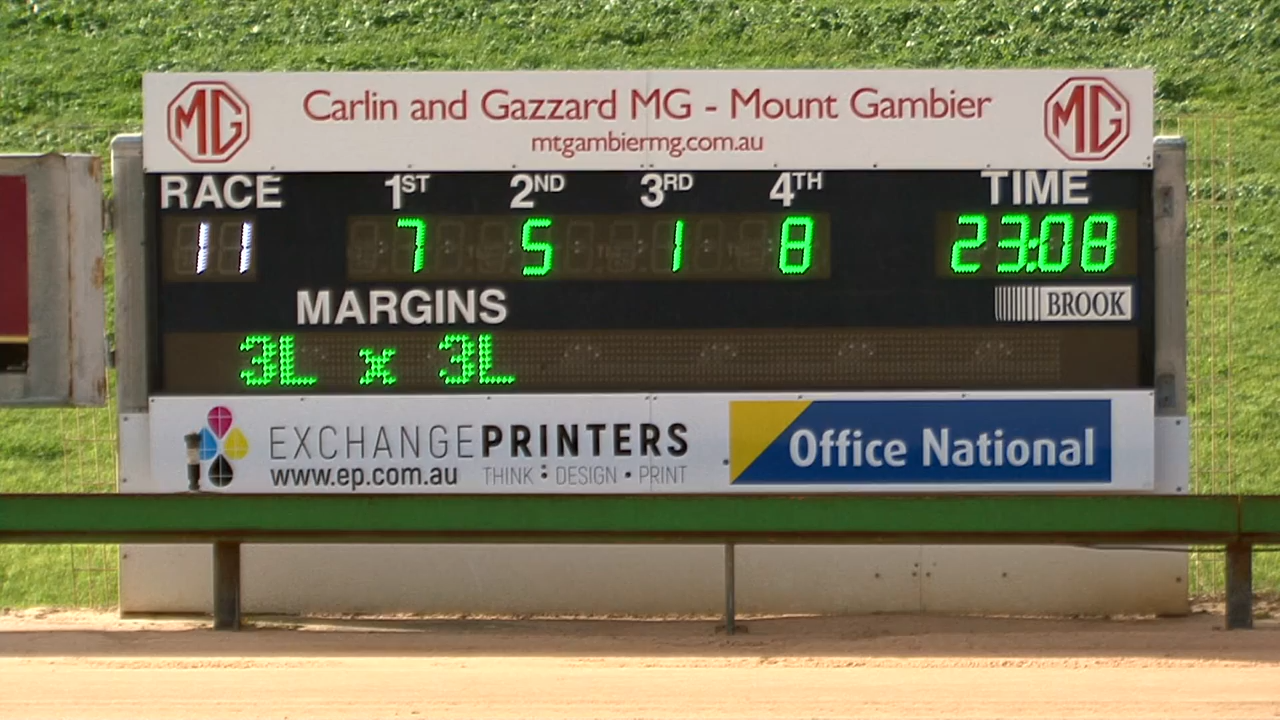 MG Carlin and Gazzard MG - Mount Gambier MG
mtgambiermg.com.au
RACE 1ST 2ND 3RD 4TH TIME
11 7 5 1 8 23:08
MARGINS BROOK
3L x 3L
EXCHANGEPRINTERS Office National
www.ep.com.au THINK : DESIGN • PRINT